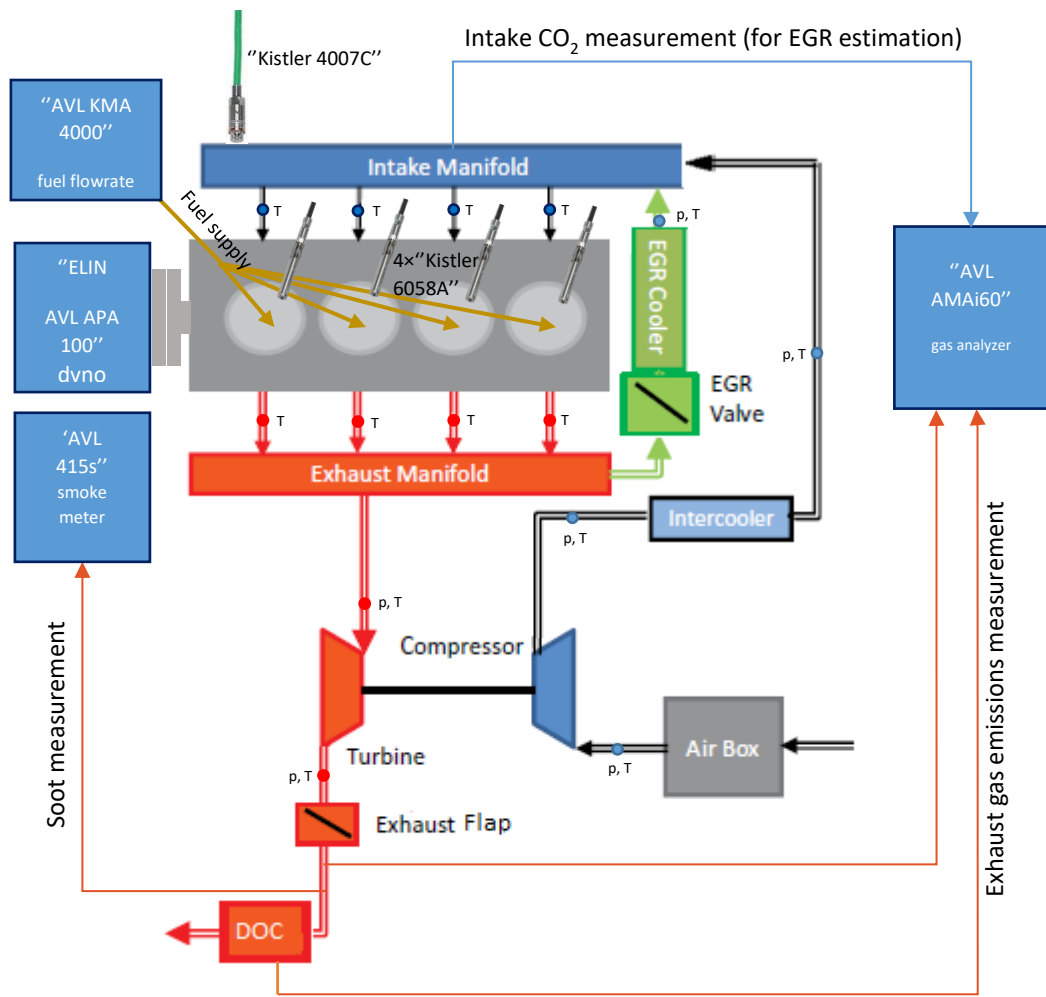 Intake CO₂ measurement (for EGR estimation)
‘‘Kistler 4007C’’
‘‘AVL KMA
4000’’
fuel flowrate
Intake Manifold
T
T
T
T
p, T
Fuel supply
4×‘‘Kistler
6058A’’
EGR Cooler
‘‘ELIN
AVL APA
100’’
dvno
‘‘AVL
AMAi60’’
gas analyzer
p, T
EGR
Valve
T
T
T
T
‘AVL
415s’’
smoke
meter
Exhaust Manifold
Intercooler
p, T
p, T
Compressor
Turbine
Air Box
p, T
p, T
Exhaust Flap
DOC
Soot measurement
Exhaust gas emissions measurement